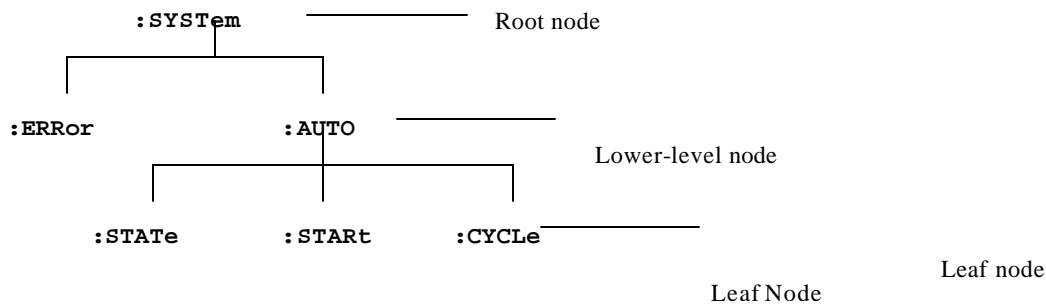 :SYSTem Root node
:ERRor :AUTO
Lower-level node
:STATe :STARt :CYCLe
Leaf node
Leaf Node